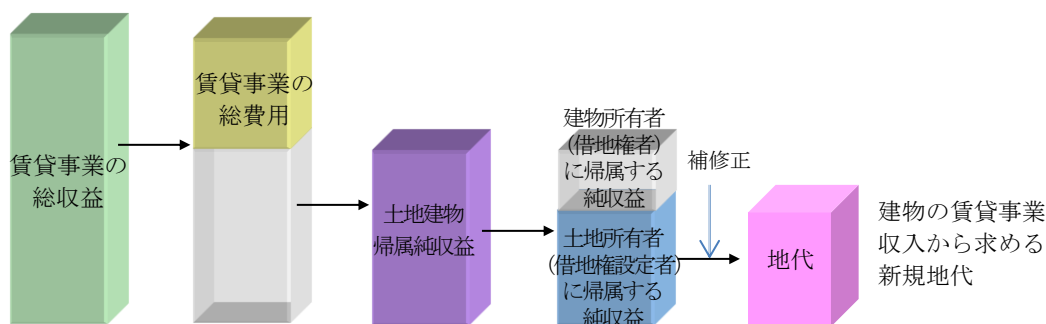 賃貸事業の
総収益
賃貸事業の
総費用
土地建物
帰属純収益
建物所有者
(借地権者)
に帰属する
純収益
土地所有者
(借地権設定者)
に帰属する
純収益
補修正
地代
建物の賃貸事業
収入から求める
新規地代